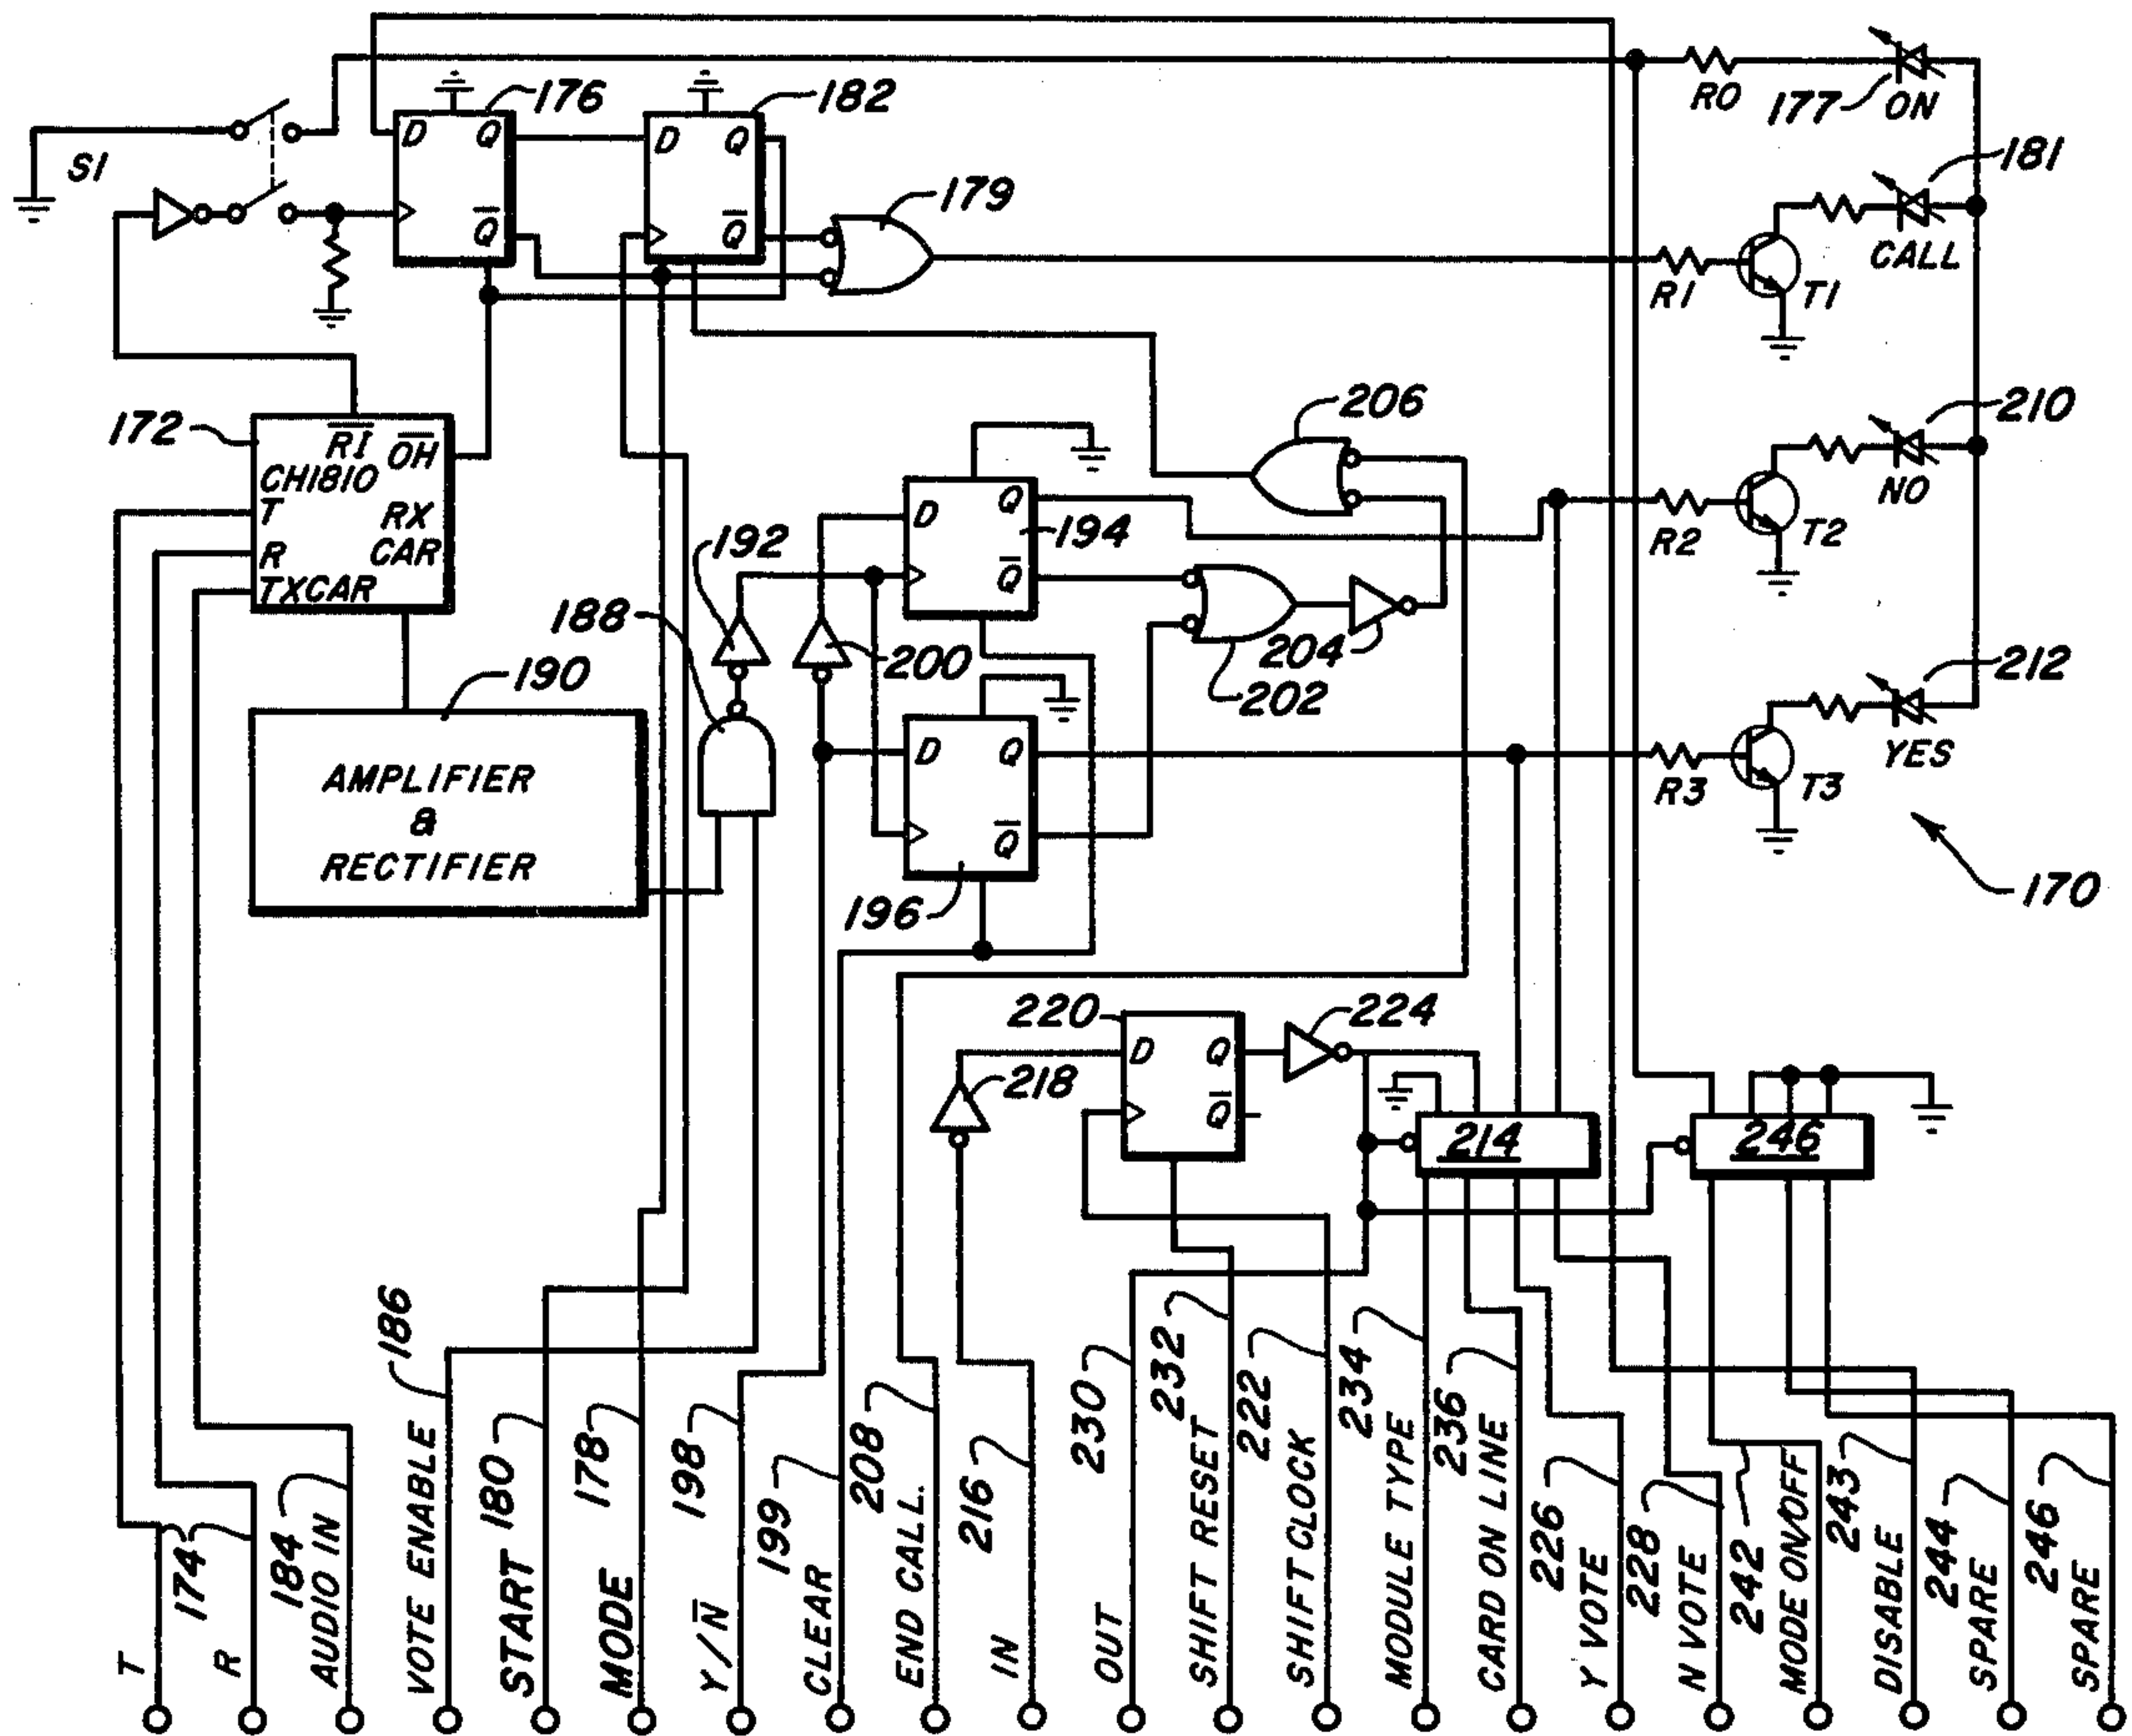 176
182
R0
177
ON
D Q
Q̅
D Q
Q̅
S1
179
181
CALL
R1
T1
172
R̅I̅ O̅H̅
CH1810
T RX
R CAR
TXCAR
206
210
NO
R2
T2
192
D Q
Q̅
194
188
200
204
202
212
YES
R3
T3
190
AMPLIFIER
&
RECTIFIER
D Q
Q̅
196
170
220
224
D Q
Q̅
218
214
246
T
174
R
184
AUDIO IN
186
VOTE ENABLE
180
START
178
MODE
198
Y/N̅
199
CLEAR
208
END CALL.
216
IN
230
OUT
232
SHIFT RESET
222
SHIFT CLOCK
234
MODULE TYPE
236
CARD ON LINE
226
Y VOTE
228
N VOTE
242
MODE ON/OFF
243
DISABLE
244
SPARE
246
SPARE